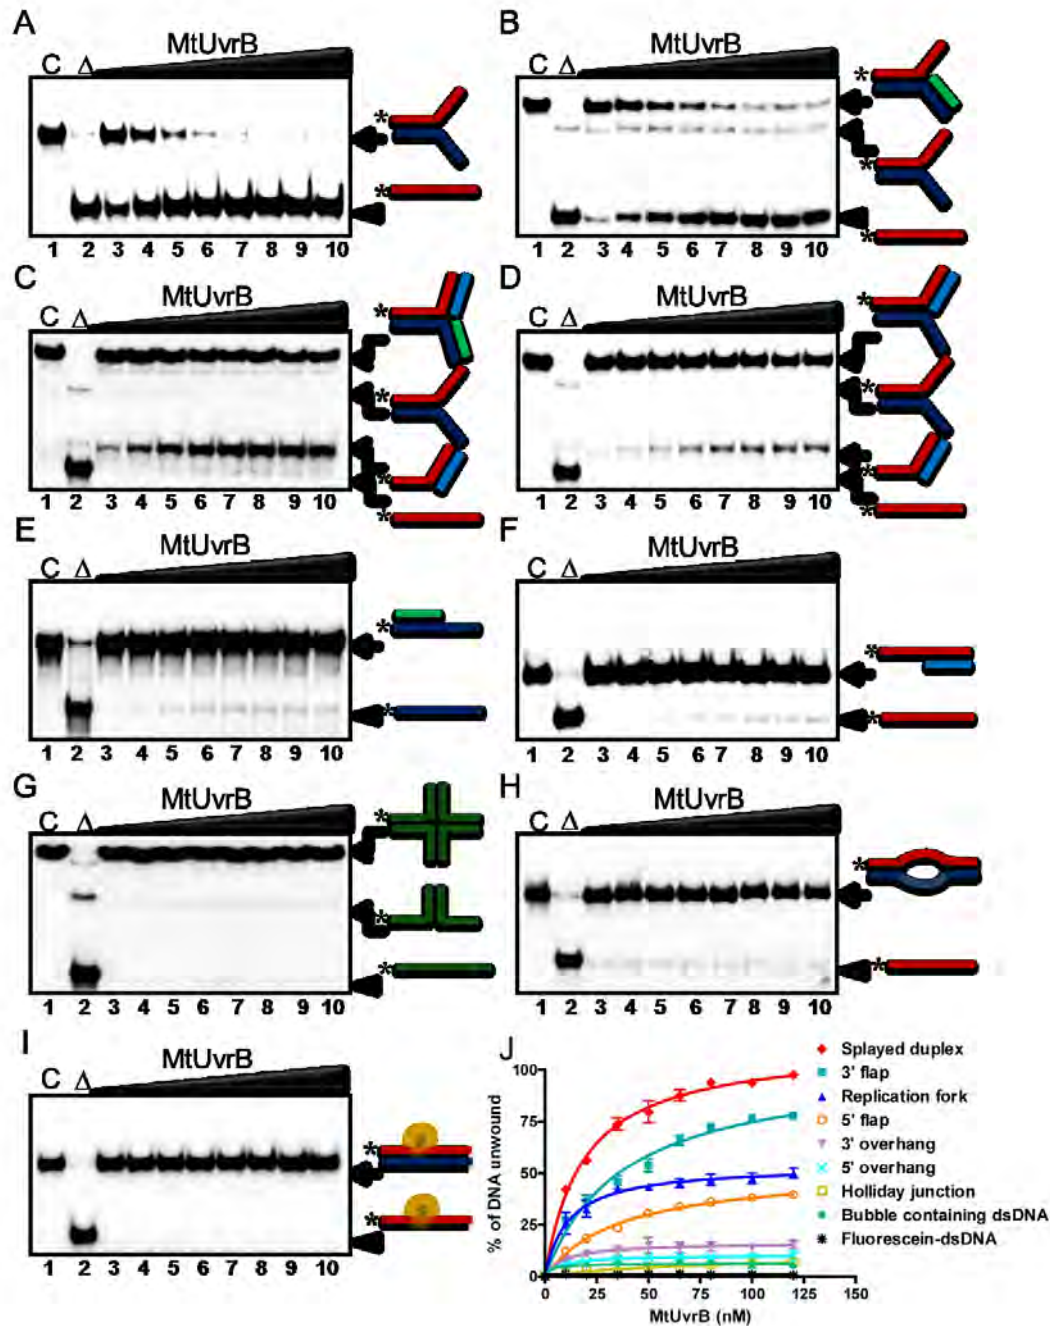 A
MtUvrB
C Δ
*
*
1 2 3 4 5 6 7 8 9 10
B
MtUvrB
C Δ
*
*
*
1 2 3 4 5 6 7 8 9 10
C
MtUvrB
C Δ
*
*
*
*
1 2 3 4 5 6 7 8 9 10
D
MtUvrB
C Δ
*
*
*
*
1 2 3 4 5 6 7 8 9 10
E
MtUvrB
C Δ
*
*
1 2 3 4 5 6 7 8 9 10
F
MtUvrB
C Δ
*
*
1 2 3 4 5 6 7 8 9 10
G
MtUvrB
C Δ
*
*
*
1 2 3 4 5 6 7 8 9 10
H
MtUvrB
C Δ
*
*
1 2 3 4 5 6 7 8 9 10
I
MtUvrB
C Δ
*
*
1 2 3 4 5 6 7 8 9 10
J
% of DNA unwound
100
75
50
25
0
0 25 50 75 100 125 150
MtUvrB (nM)
Splayed duplex
3' flap
Replication fork
5' flap
3' overhang
5' overhang
Holliday junction
Bubble containing dsDNA
Fluorescein-dsDNA